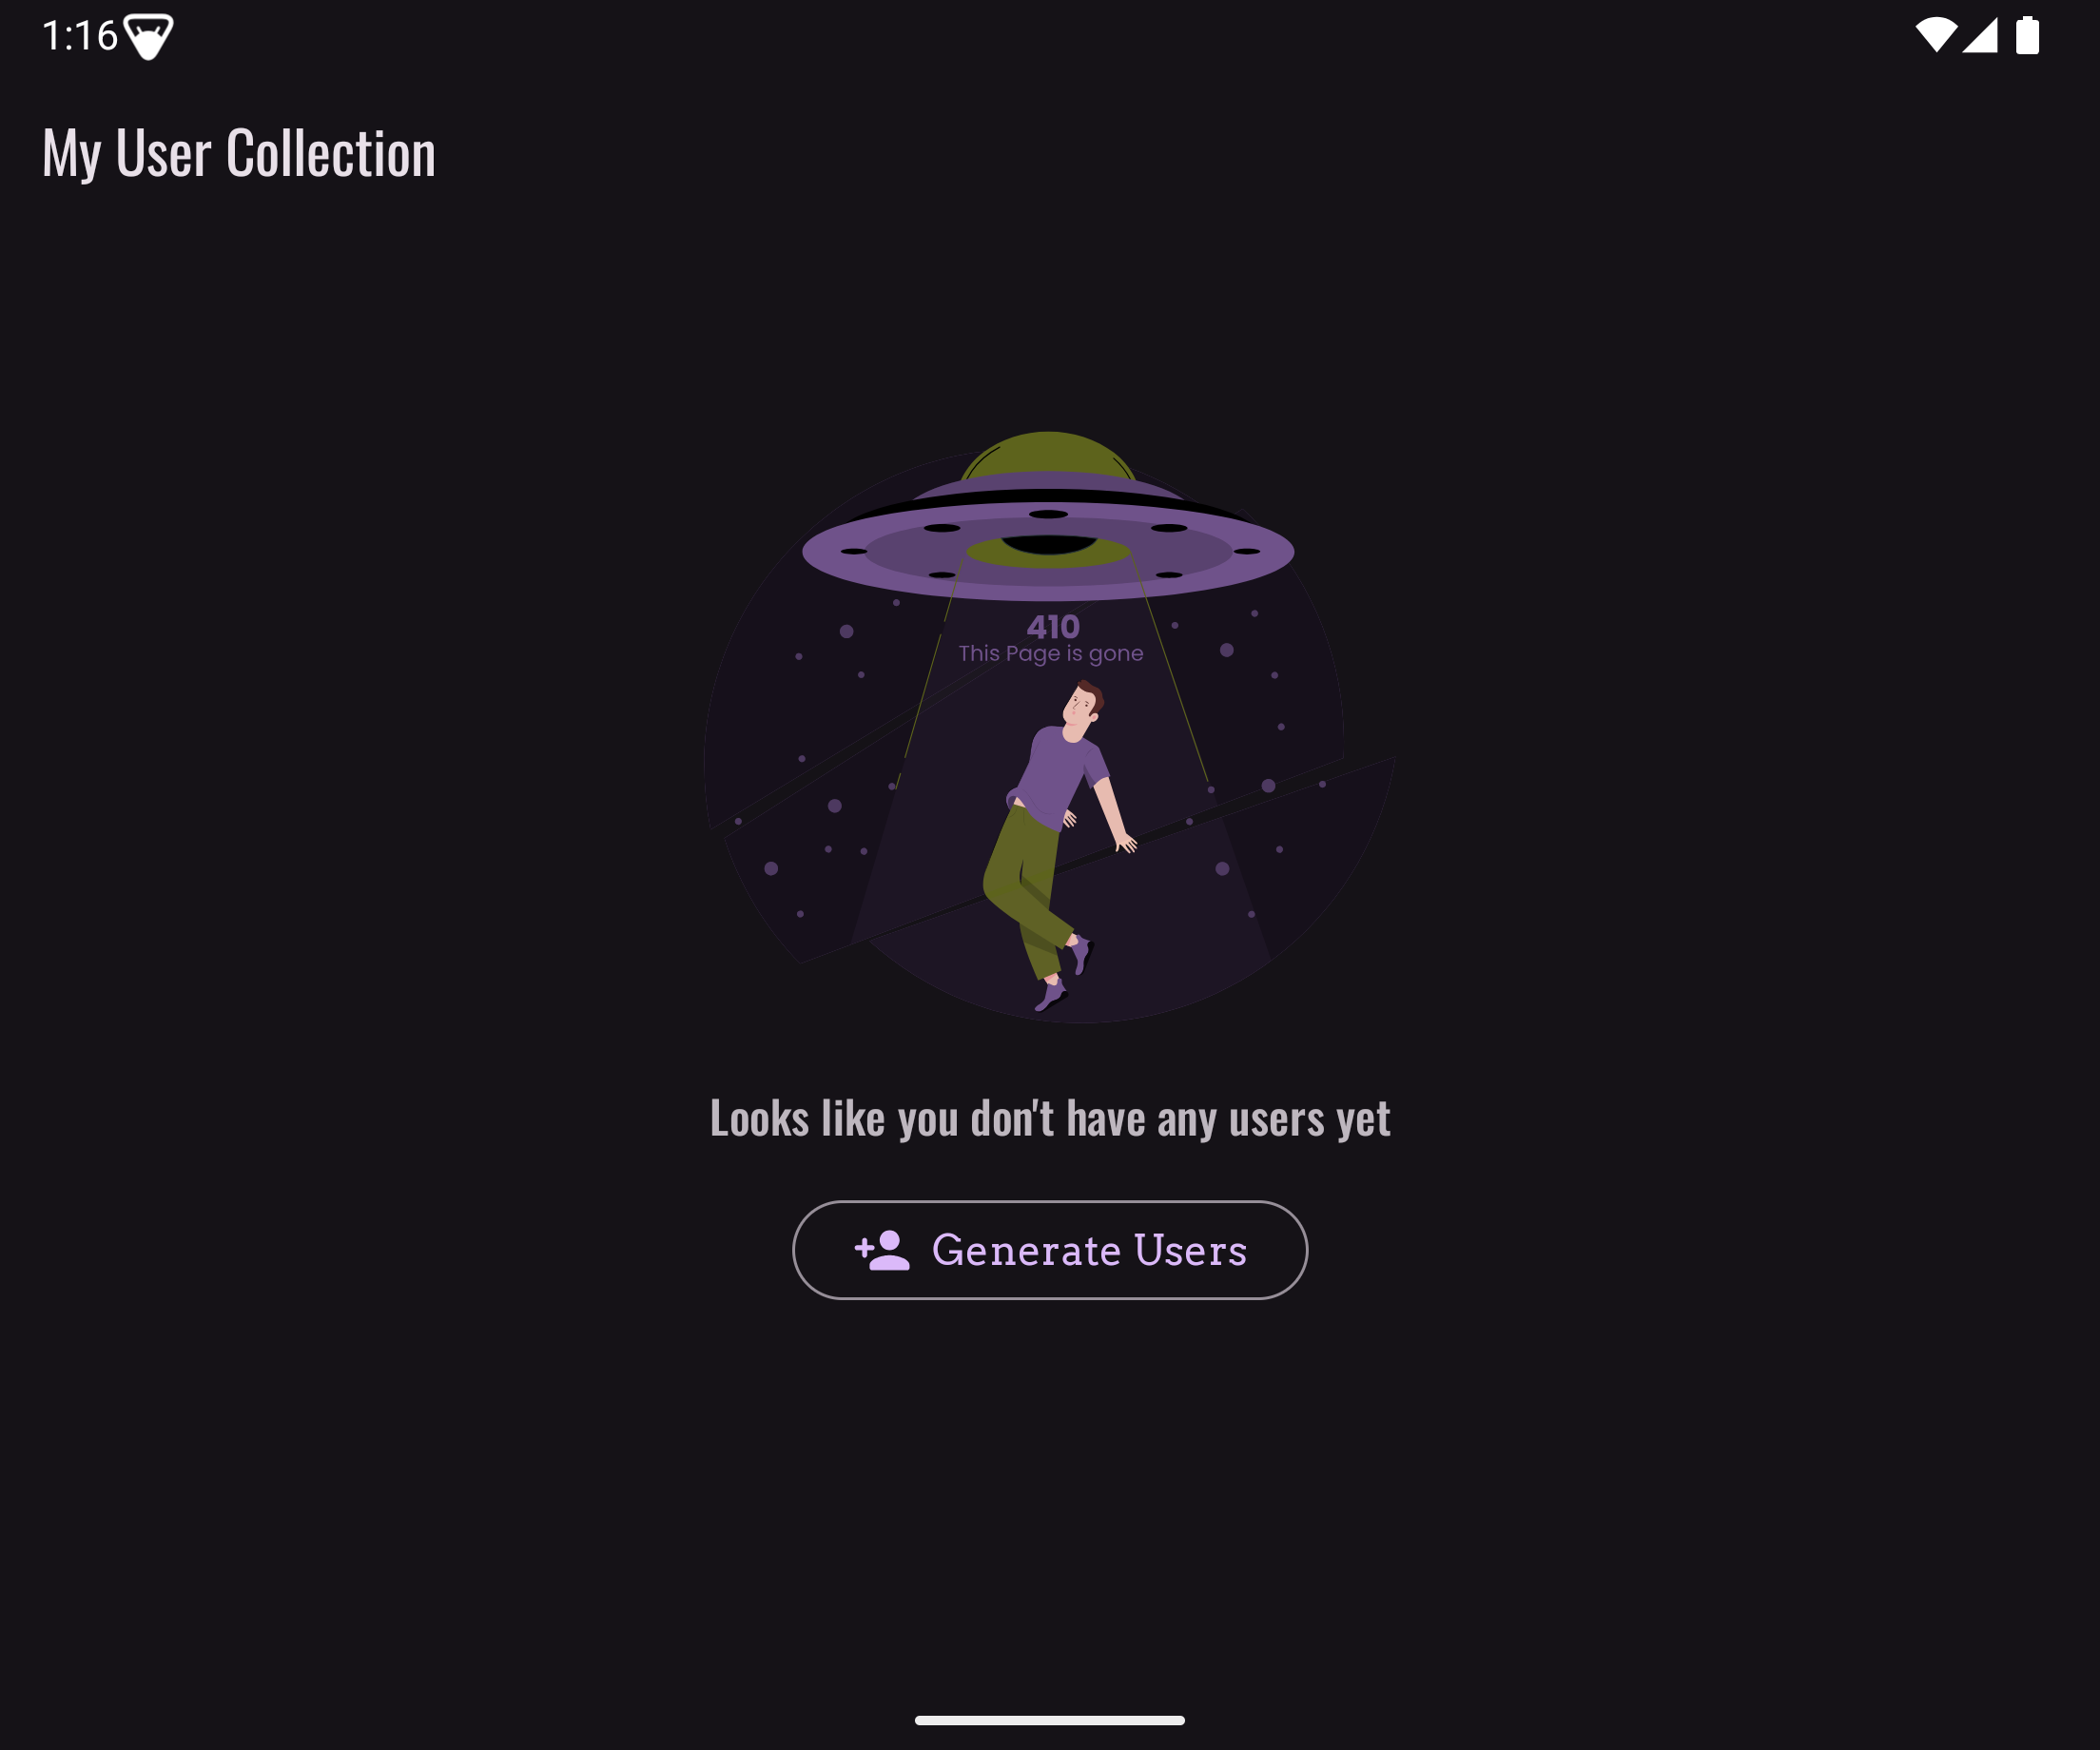 1:16
My User Collection
410
This Page is gone
Looks like you don't have any users yet
Generate Users